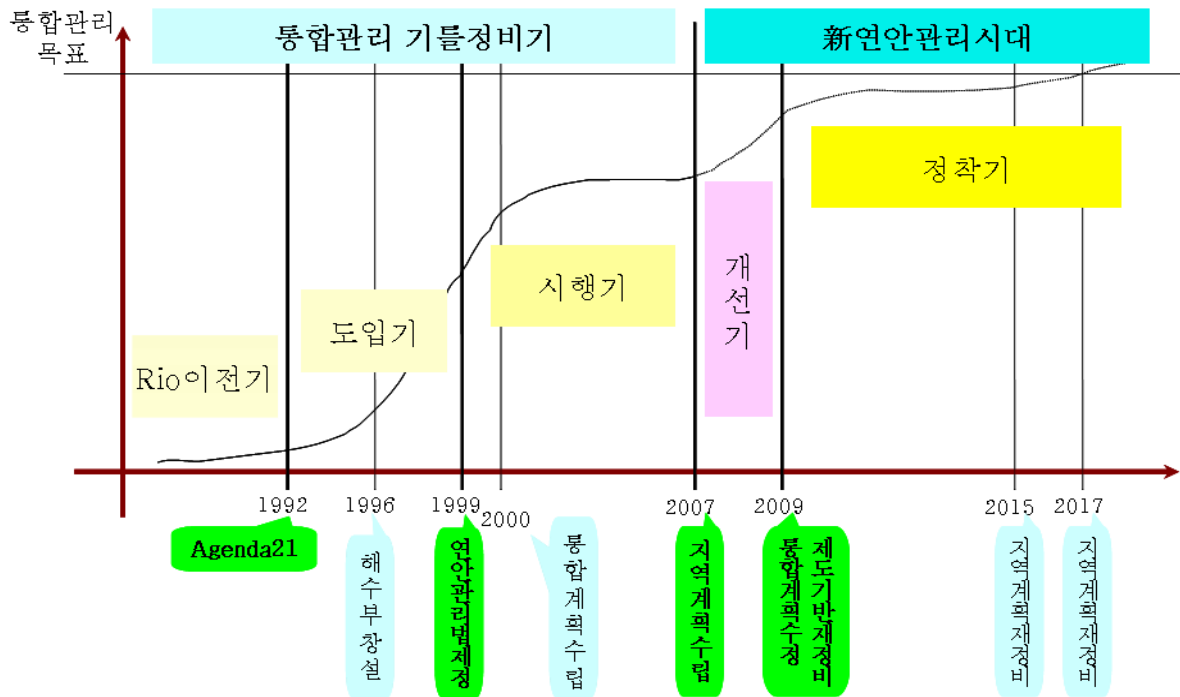 통합관리
목표
통합관리 기틀정비기
新연안관리시대
정착기
개선기
시행기
도입기
Rio이전기
1992
1996
1999
2000
2007
2009
2015
2017
Agenda21
해수부창설
연안관리법제정
통합계획수립
지역계획수립
제도기반재정비
통합계획수정
지역계획재정비
지역계획재정비